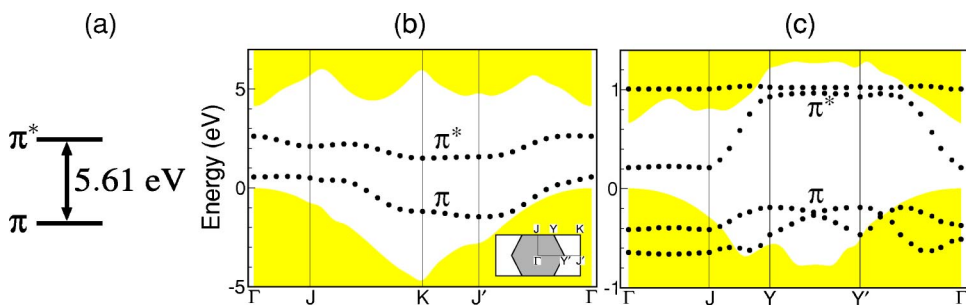 (a)
π*
5.61 eV
π
(b)
Energy (eV)
5
0
-5
π*
π
J Y K
Γ Y′ J′
Γ J K J′ Γ
(c)
1
0
-1
π*
π
Γ J Y Y′ Γ